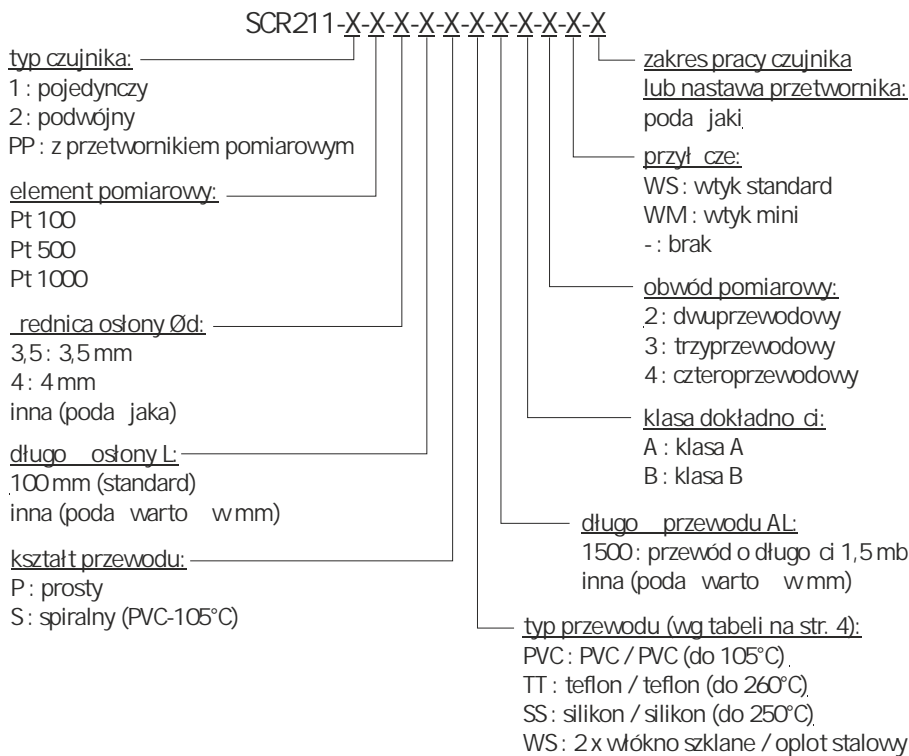 SCR211-X-X-X-X-X-X-X-X-X-X-X
typ czujnika:
1 : pojedynczy
2 : podwójny
PP : z przetwornikiem pomiarowym
element pomiarowy:
Pt 100
Pt 500
Pt 1000
rednica osłony Ød:
3,5 : 3,5 mm
4 : 4 mm
inna (poda jaka)
długo osłony L:
100 mm (standard)
inna (poda warto w mm)
kształt przewodu:
P : prosty
S : spiralny (PVC-105°C)
zakres pracy czujnika
lub nastawa przetwornika:
poda jaki
przył cze:
WS : wtyk standard
WM : wtyk mini
- : brak
obwód pomiarowy:
2 : dwuprzewodowy
3 : trzyprzewodowy
4 : czteroprzewodowy
klasa dokładno ci:
A : klasa A
B : klasa B
długo przewodu AL:
1500 : przewód o długo ci 1,5 mb
inna (poda warto w mm)
typ przewodu (wg tabeli na str. 4):
PVC : PVC / PVC (do 105°C)
TT : teflon / teflon (do 260°C)
SS : silikon / silikon (do 250°C)
WS : 2 x włókno szklane / oplot stalowy